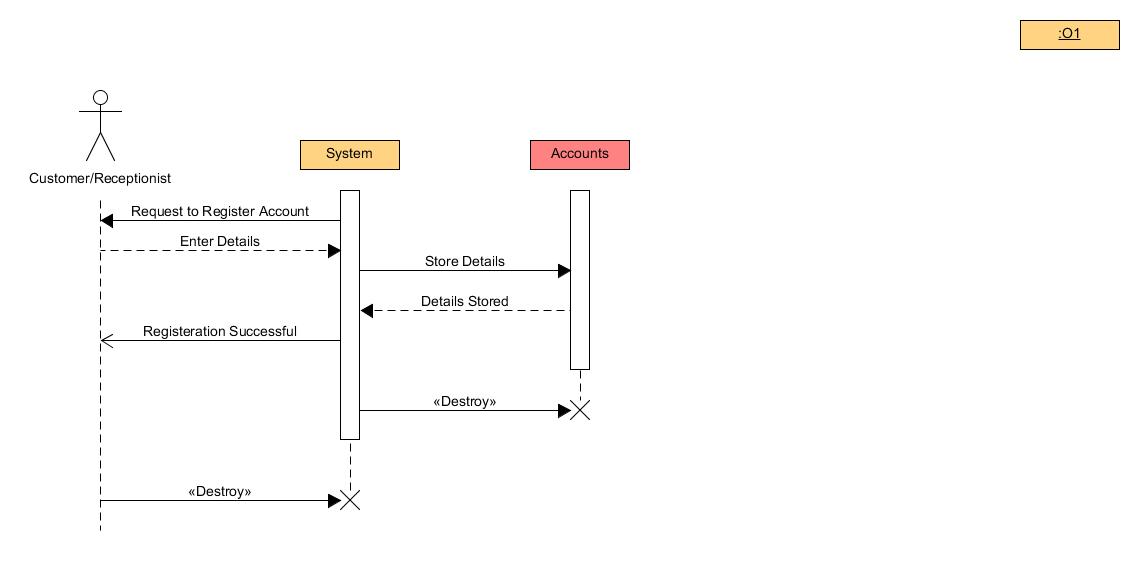 :O1
System
Accounts
Customer/Receptionist
Request to Register Account
Enter Details
Store Details
Details Stored
Registeration Successful
«Destroy»
«Destroy»